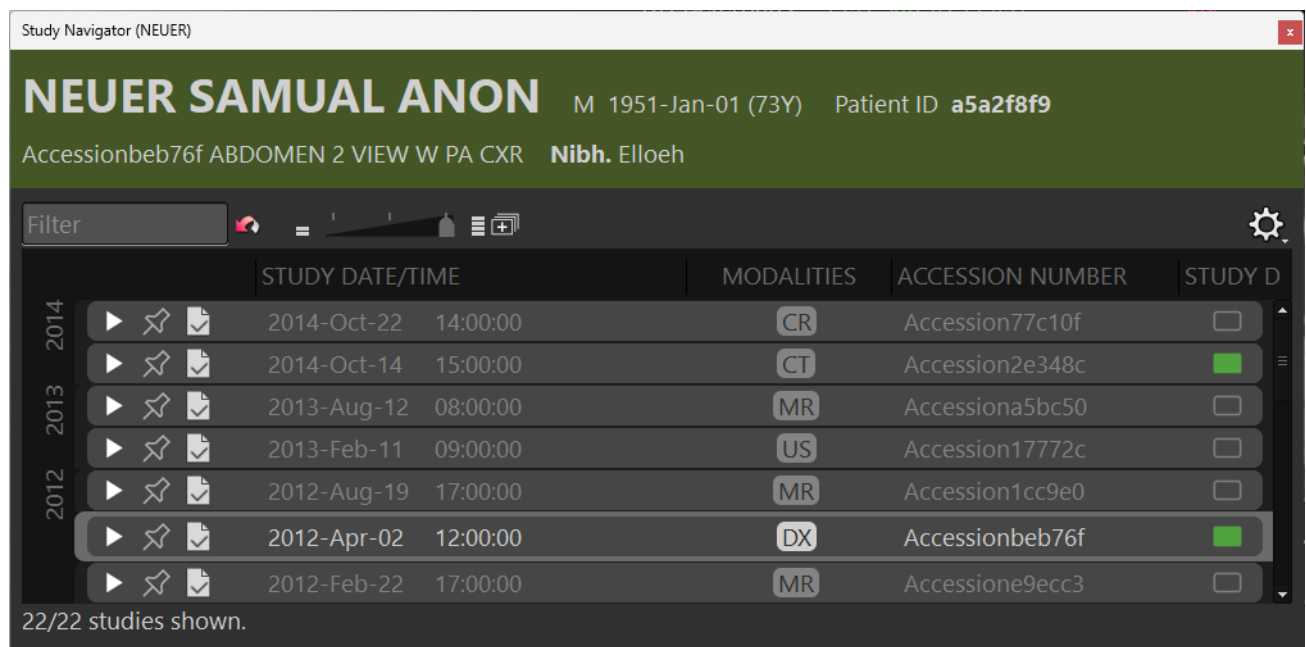 Study Navigator (NEUER)
x
NEUER SAMUAL ANON M 1951-Jan-01 (73Y) Patient ID a5a2f8f9
Accessionbeb76f ABDOMEN 2 VIEW W PA CXR Nibh. Elloeh
Filter
STUDY DATE/TIME MODALITIES ACCESSION NUMBER STUDY D
2014
2014-Oct-22 14:00:00 CR Accession77c10f
2014-Oct-14 15:00:00 CT Accession2e348c
2013
2013-Aug-12 08:00:00 MR Accessiona5bc50
2013-Feb-11 09:00:00 US Accession17772c
2012
2012-Aug-19 17:00:00 MR Accession1cc9e0
2012-Apr-02 12:00:00 DX Accessionbeb76f
2012-Feb-22 17:00:00 MR Accessione9ecc3
22/22 studies shown.